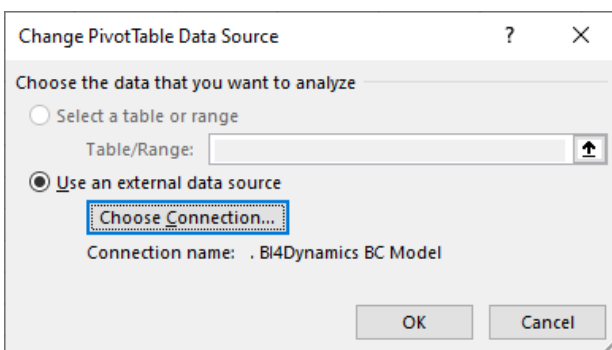 Change PivotTable Data Source ?
Choose the data that you want to analyze
Select a table or range
Table/Range:
Use an external data source
Choose Connection...
Connection name: . BI4Dynamics BC Model
OK Cancel